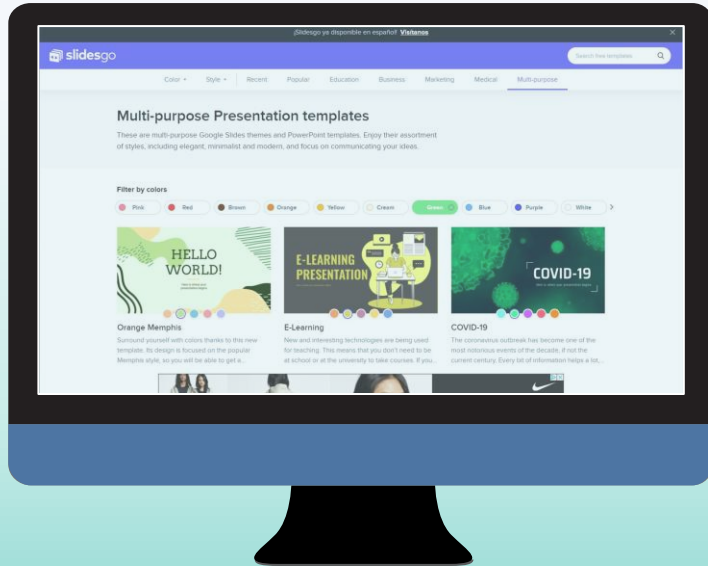 ¡Slidesgo ya disponible en español! Visítanos
slidesgo
Search free templates
Color Style Recent Popular Education Business Marketing Medical Multi-purpose
Multi-purpose Presentation templates
These are multi-purpose Google Slides themes and PowerPoint templates. Enjoy their assortment
of styles, including elegant, minimalist and modern, and focus on communicating your ideas.
Filter by colors
Pink Red Brown Orange Yellow Cream Green Blue Purple White
HELLO
WORLD!
E-LEARNING
PRESENTATION
COVID-19
Orange Memphis
Surround yourself with colors thanks to this new
template. Its design is focused on the popular
Memphis style, so you will be able to get a...
E-Learning
New and interesting technologies are being used
for teaching. This means that you don't need to be
at school or at the university to take courses. If you...
COVID-19
The coronavirus outbreak has become one of the
most notorious events of the decade, if not the
current century. Every bit of information helps a lot,...